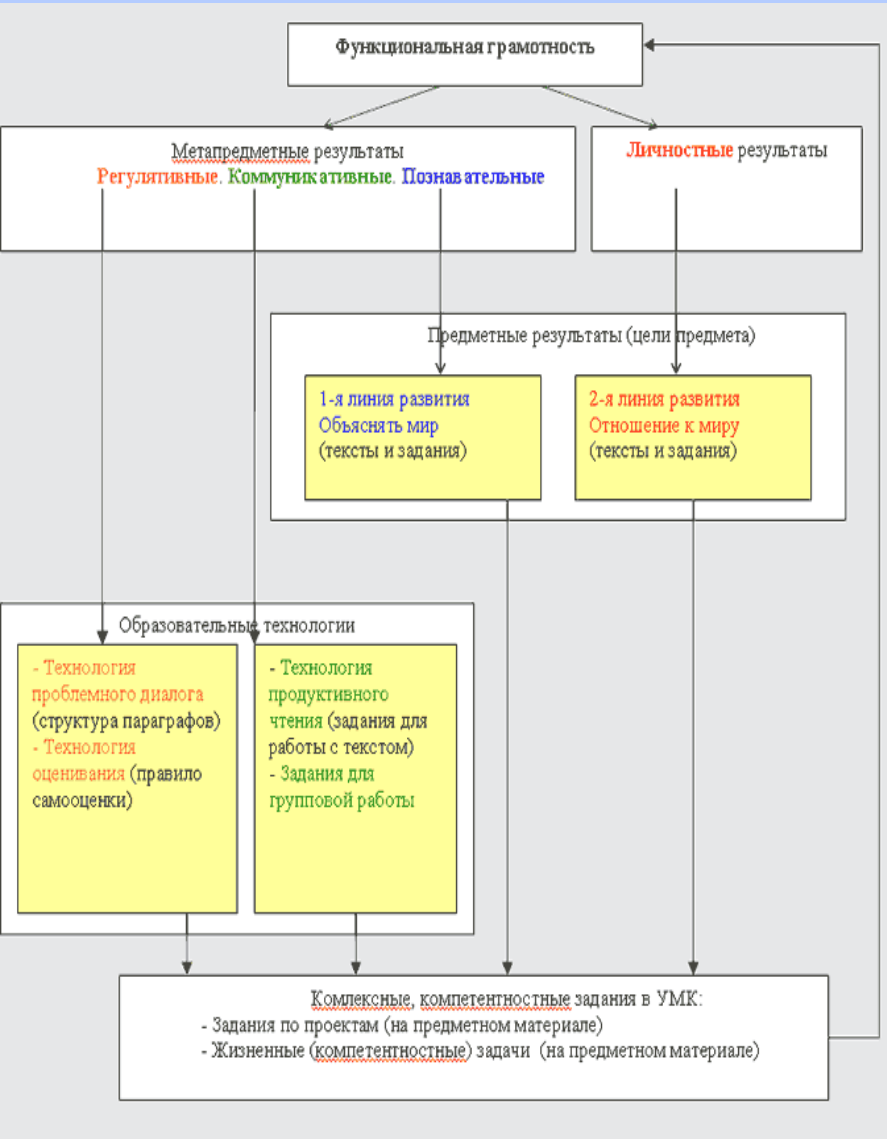 Функциональная грамотность
Метапредметные результаты
Регулятивные. Коммуникативные. Познавательные
Личностные результаты
Предметные результаты (цели предмета)
1-я линия развития
Объяснять мир
(тексты и задания)
2-я линия развития
Отношение к миру
(тексты и задания)
Образовательные технологии
- Технология
проблемного диалога
(структура параграфов)
- Технология
оценивания (правило
самооценки)
- Технология
продуктивного
чтения (задания для
работы с текстом)
- Задания для
групповой работы
Комлексные, компетентностные задания в УМК:
- Задания по проектам (на предметном материале)
- Жизненные (компетентностные) задачи (на предметном материале)